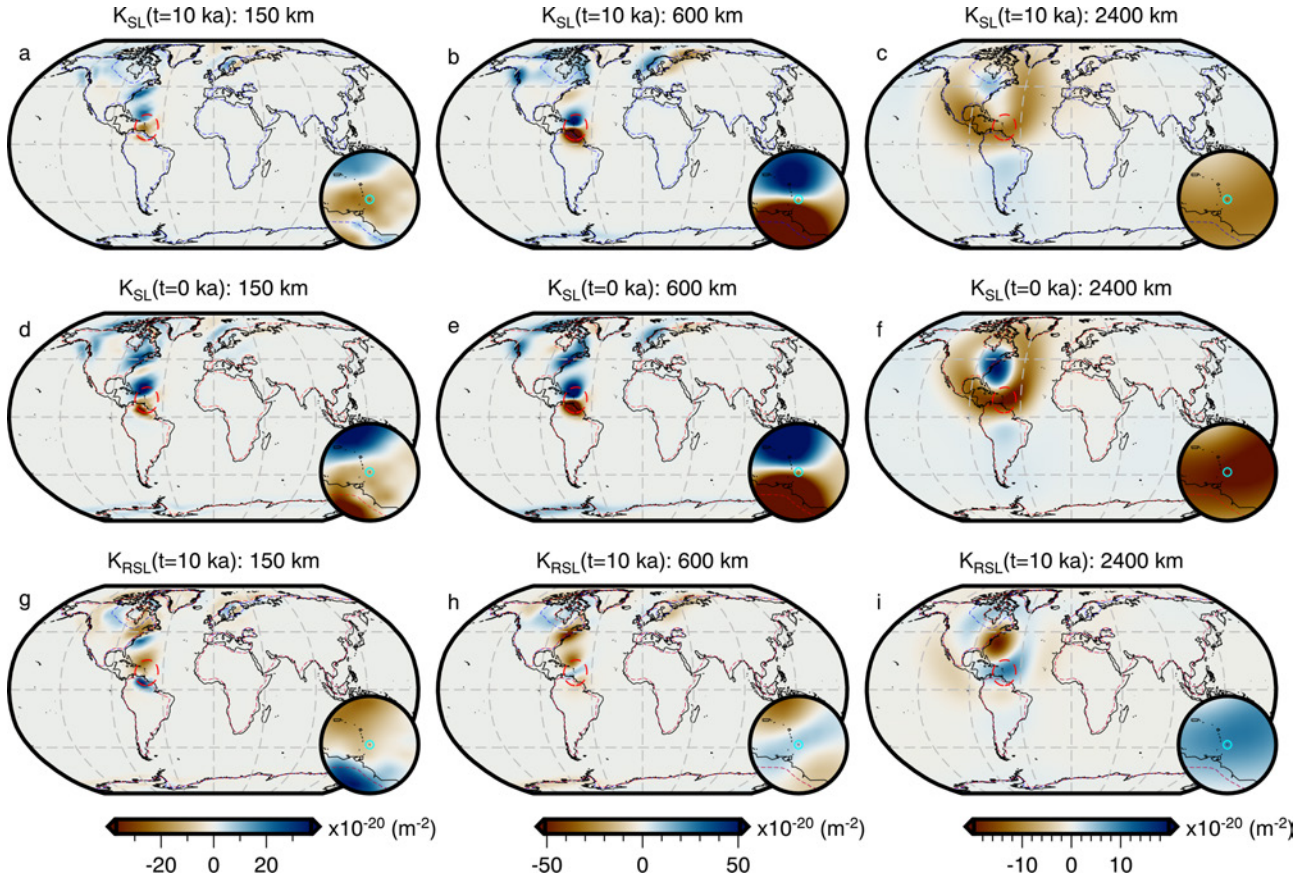 K_SL(t=10 ka): 150 km
K_SL(t=10 ka): 600 km
K_SL(t=10 ka): 2400 km
a
b
c
K_SL(t=0 ka): 150 km
K_SL(t=0 ka): 600 km
K_SL(t=0 ka): 2400 km
d
e
f
K_RSL(t=10 ka): 150 km
K_RSL(t=10 ka): 600 km
K_RSL(t=10 ka): 2400 km
g
h
i
x10⁻²⁰ (m⁻²)
x10⁻²⁰ (m⁻²)
x10⁻²⁰ (m⁻²)
-20 0 20
-50 0 50
-10 0 10